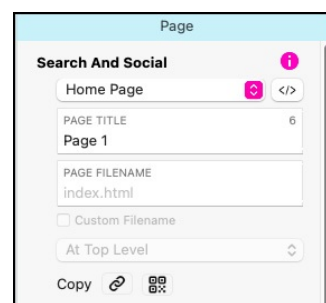 Page
Search And Social
Home Page
</>
PAGE TITLE 6
Page 1
PAGE FILENAME
index.html
Custom Filename
At Top Level
Copy